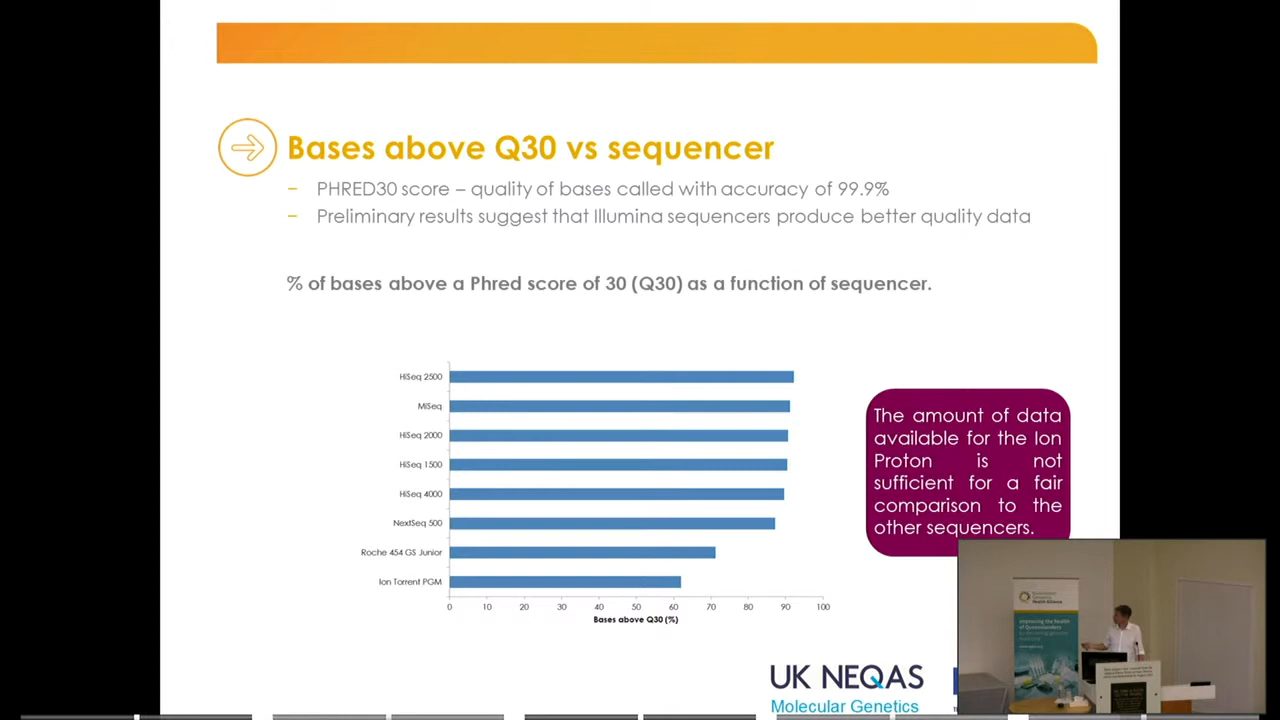 Bases above Q30 vs sequencer
– PHRED30 score – quality of bases called with accuracy of 99.9%
– Preliminary results suggest that Illumina sequencers produce better quality data
% of bases above a Phred score of 30 (Q30) as a function of sequencer.
HiSeq 2500
MiSeq
HiSeq 2000
HiSeq 1500
HiSeq 4000
NextSeq 500
Roche 454 GS Junior
Ion Torrent PGM
0 10 20 30 40 50 60 70 80 90 100
Bases above Q30 (%)
The amount of data
available for the Ion
Proton is not
sufficient for a fair
comparison to the
other sequencers.
UK NEQAS
Molecular Genetics
Health Alliance